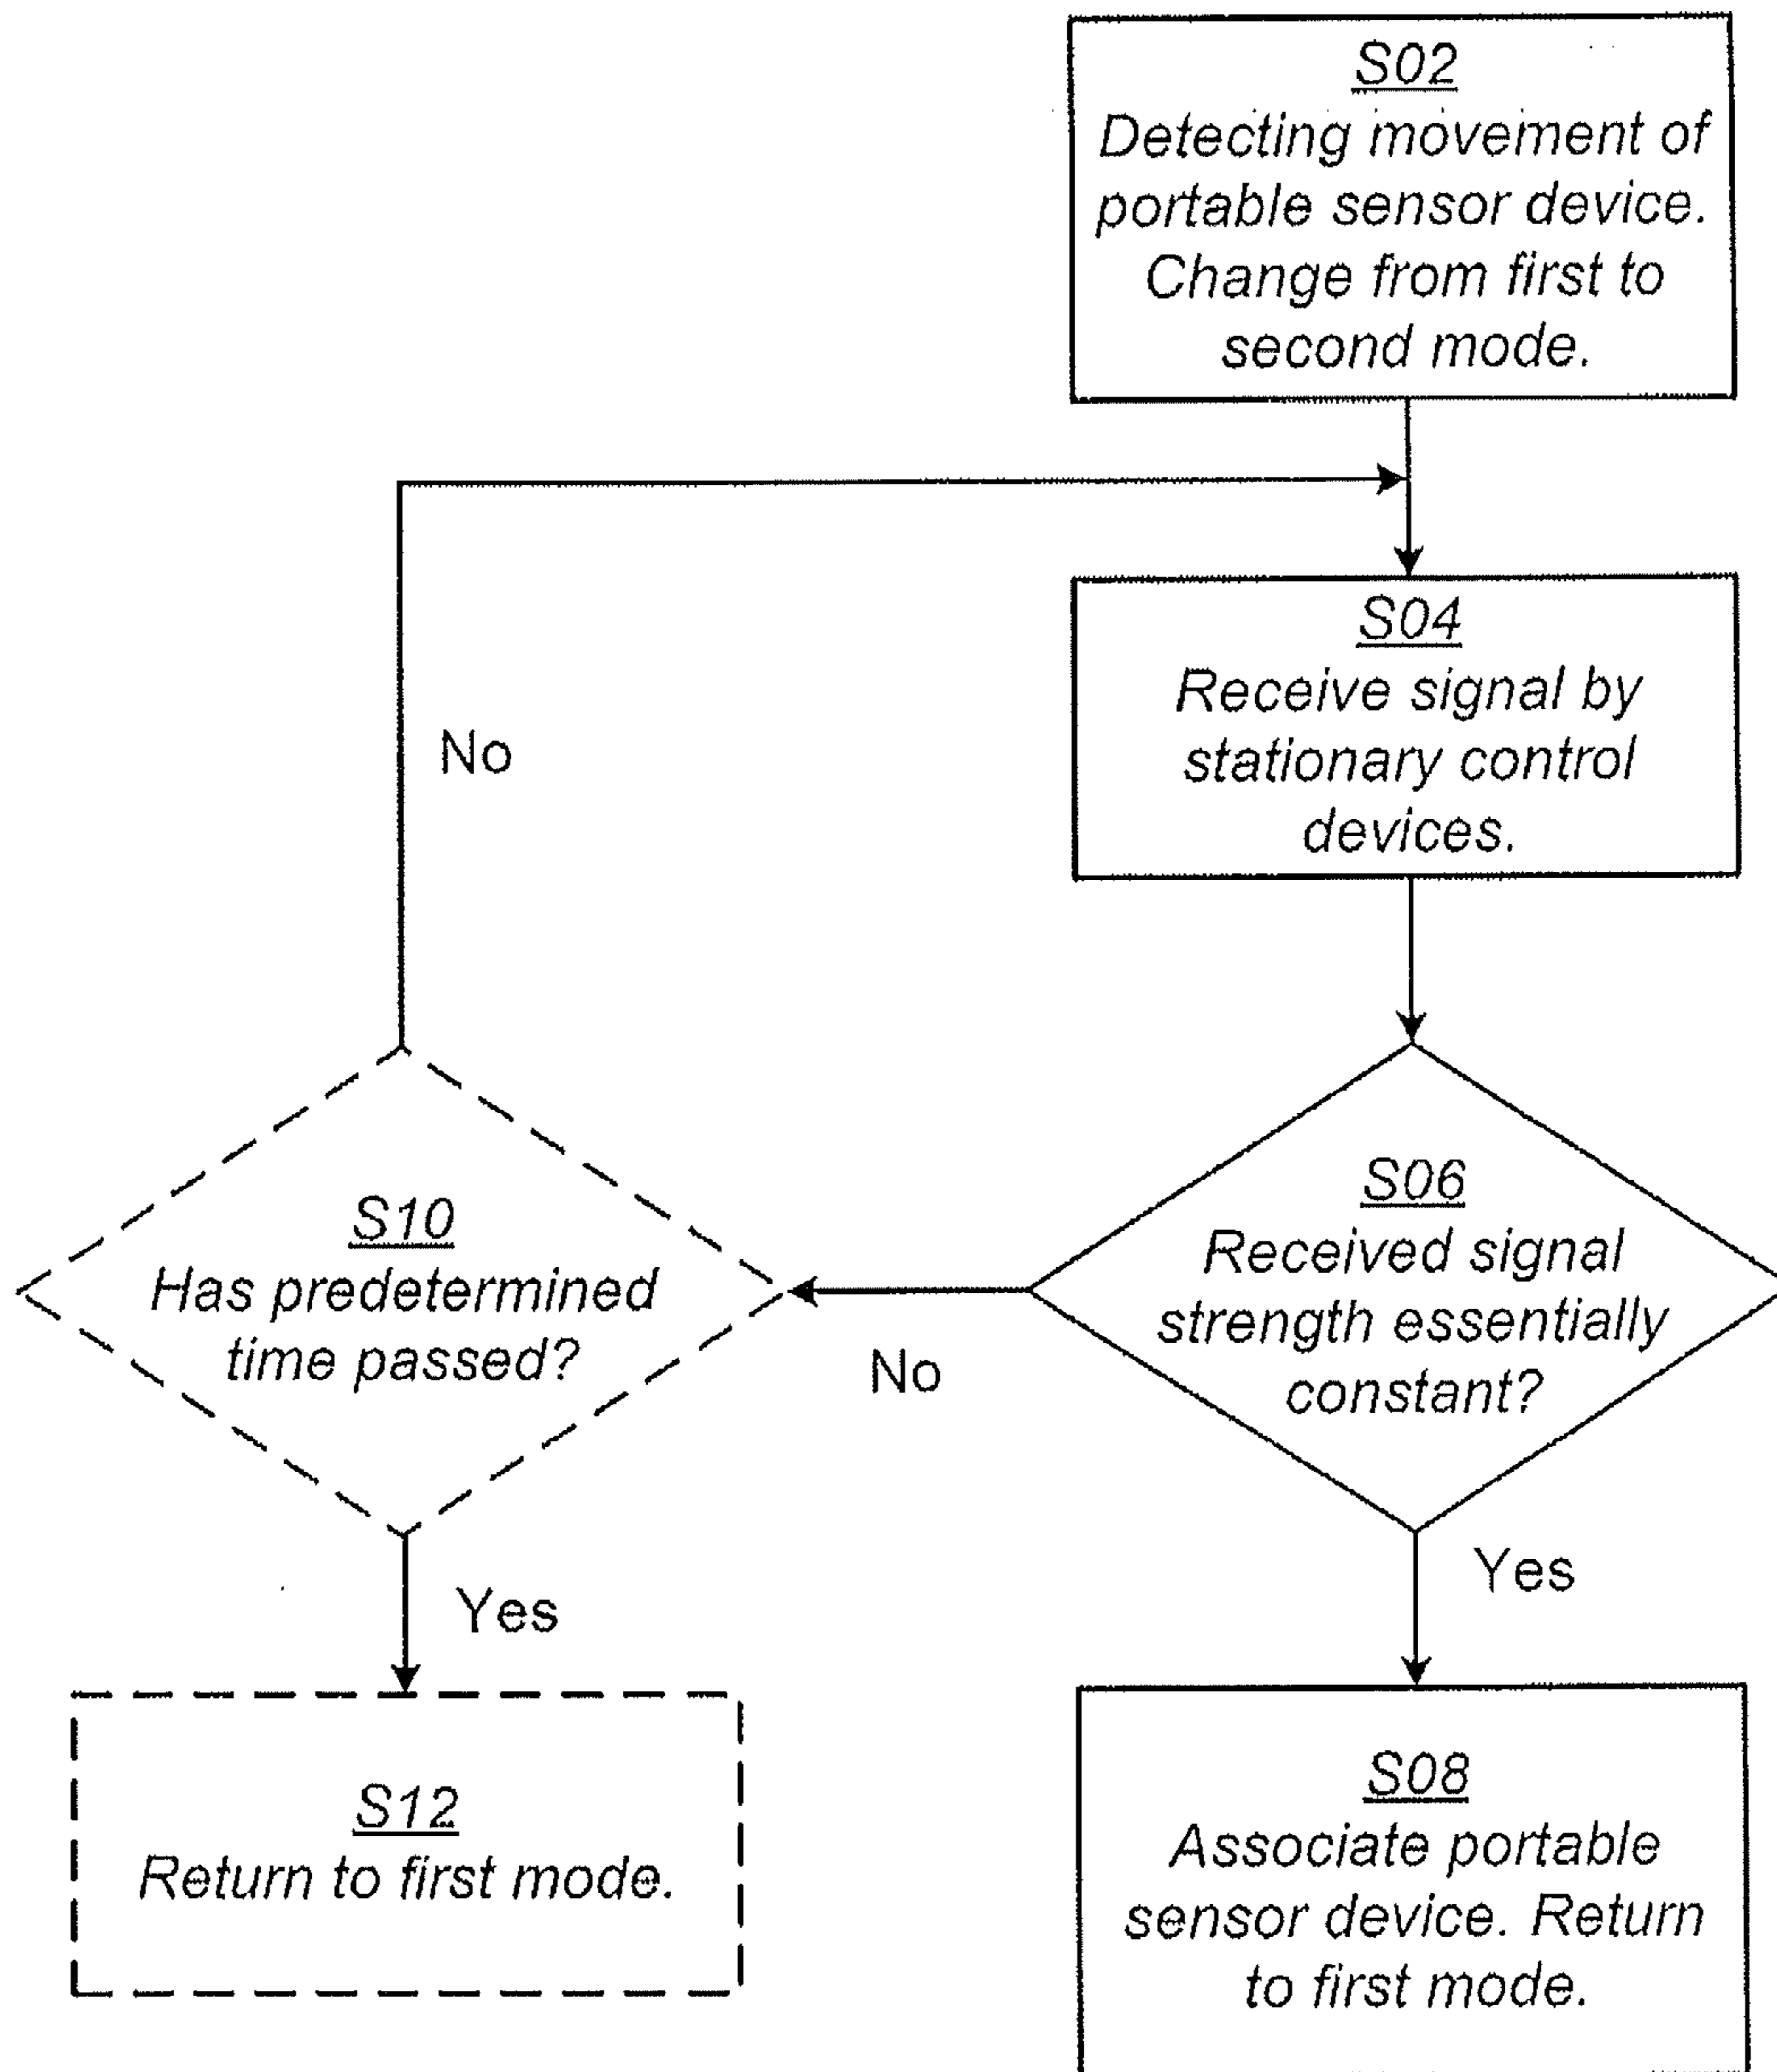 S02
Detecting movement of
portable sensor device.
Change from first to
second mode.
No
S04
Receive signal by
stationary control
devices.
S10
Has predetermined
time passed?
No
S06
Received signal
strength essentially
constant?
Yes
Yes
S12
Return to first mode.
S08
Associate portable
sensor device. Return
to first mode.